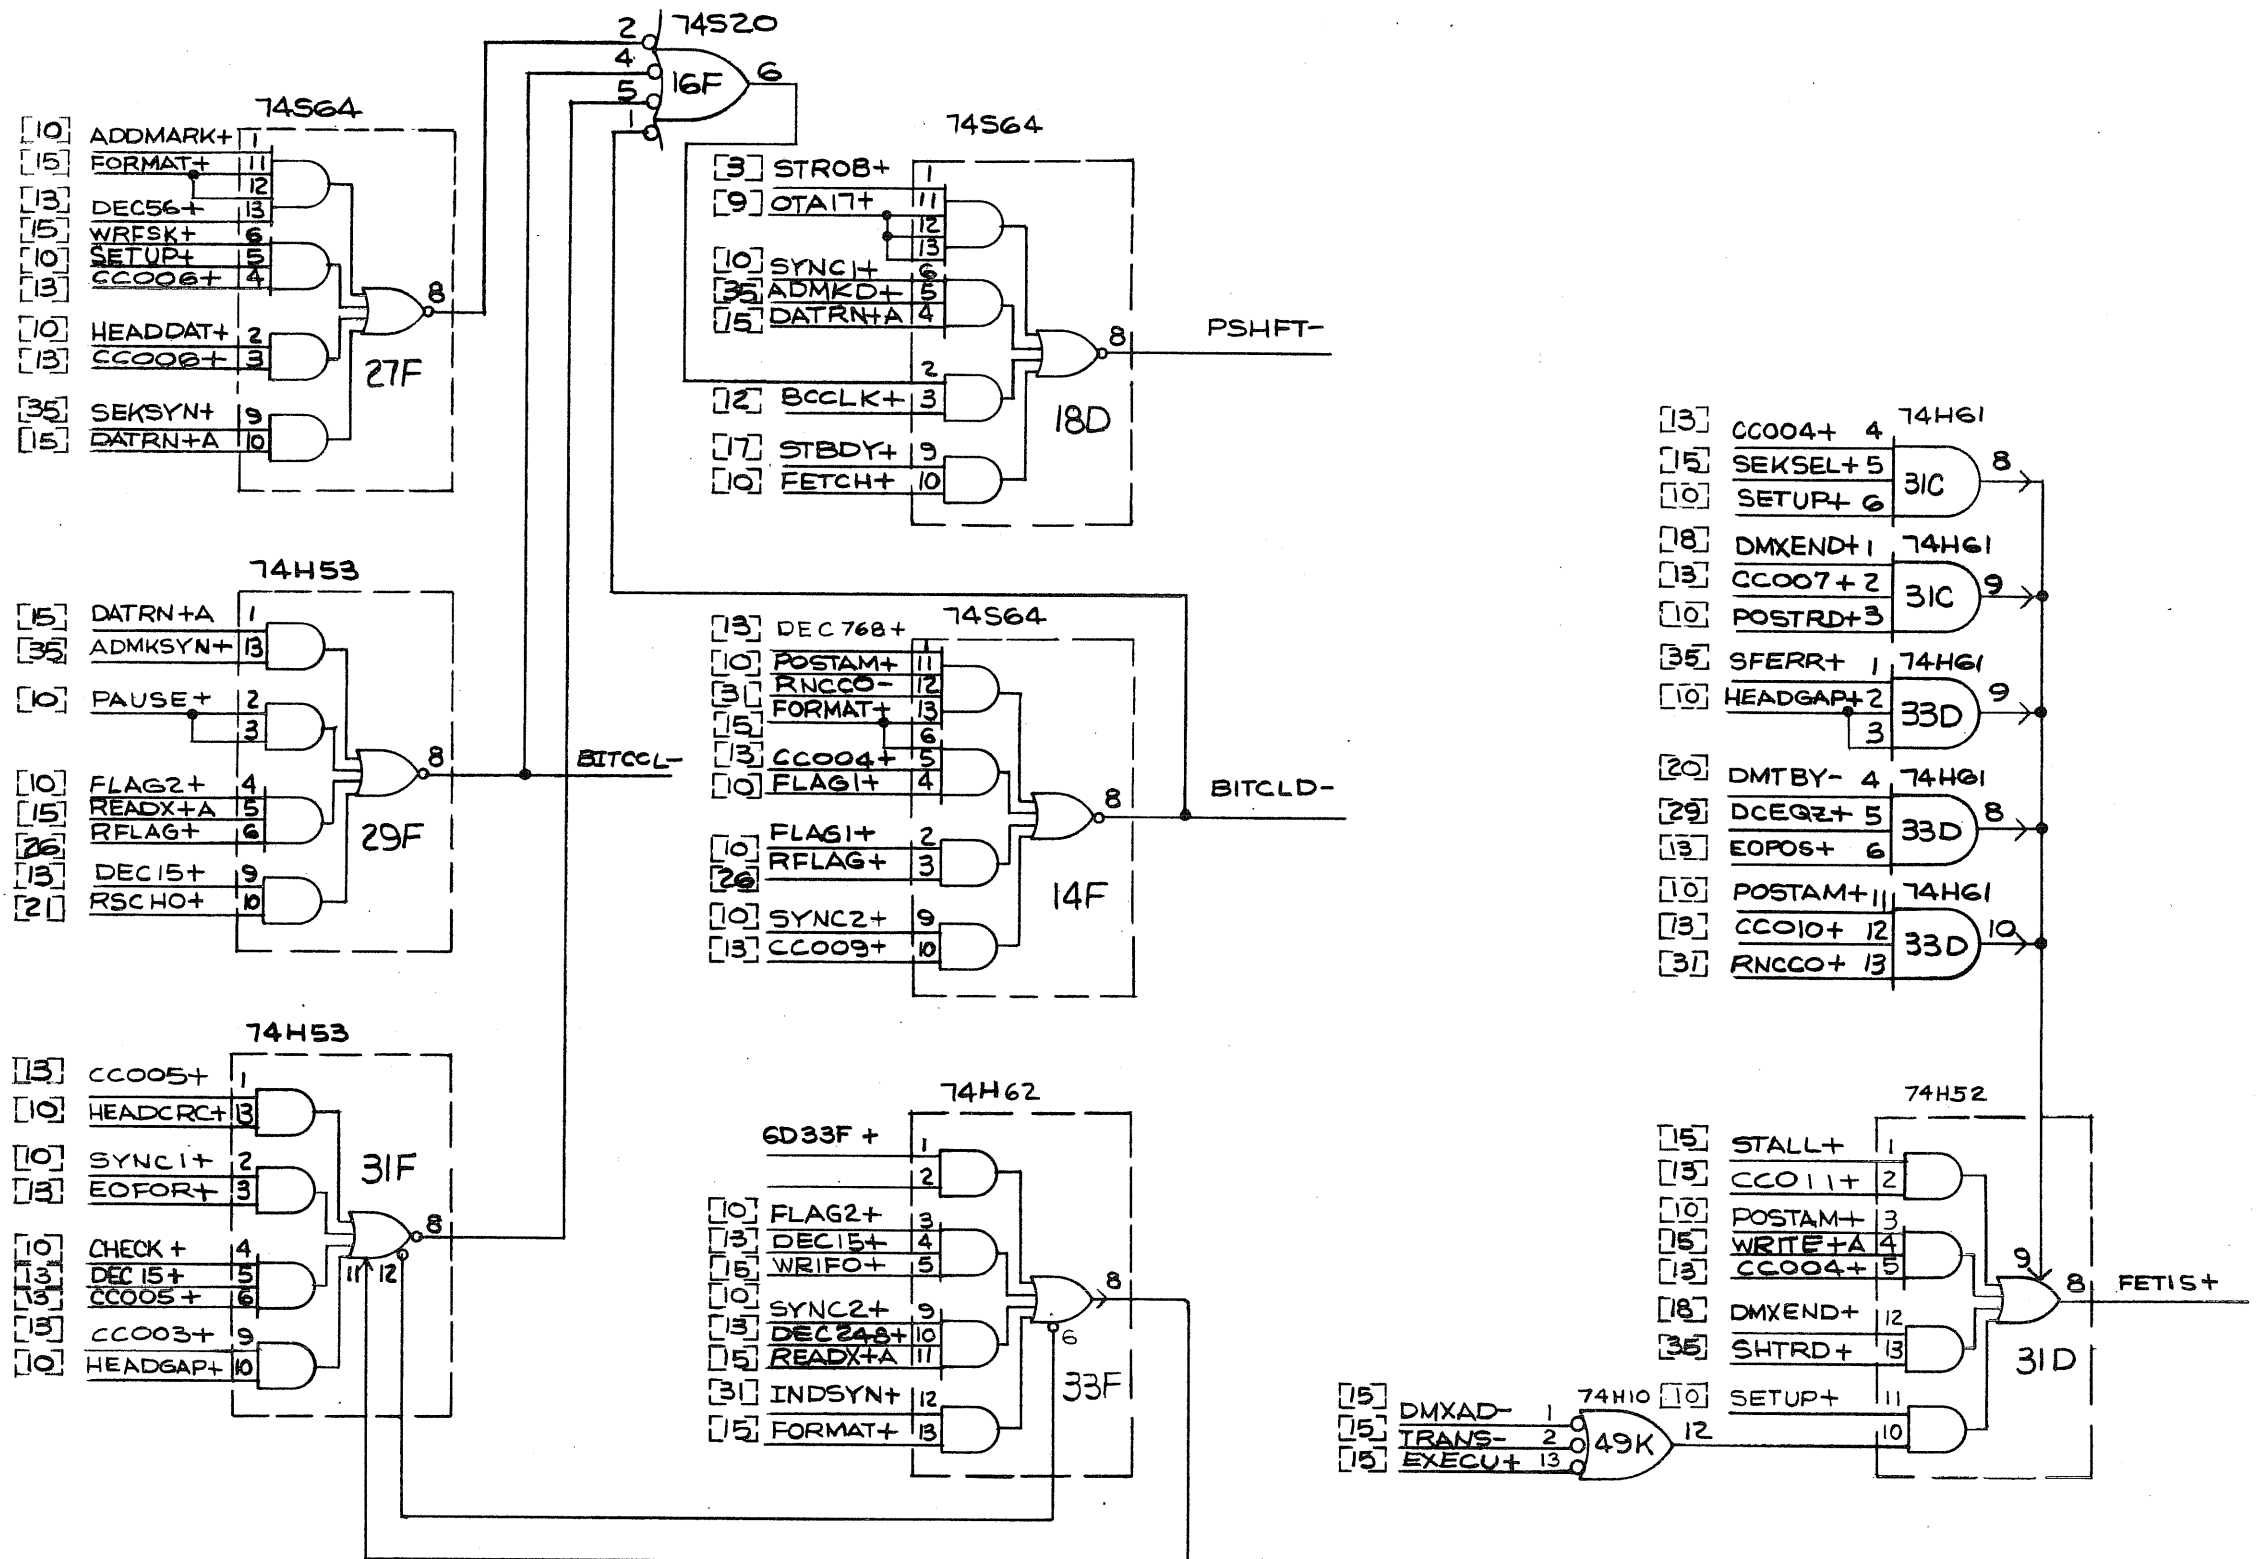 74S20
2
4
5
1
16F
6
74S64
[10] ADDMARK+ 1
[15] FORMAT+ 11
12
[13] DEC56+ 13
[15] WRFSK+ 6
[10] SETUP+ 5
[13] CC006+ 4
[10] HEADDAT+ 2
[13] CC006+ 3
[35] SEKSYN+ 9
[15] DATRN+A 10
8
27F
74S64
[3] STROB+ 1
[9] OTA17+ 11
12
13
[10] SYNC1+ 6
[35] ADMKD+ 5
[15] DATRN+A 4
2
[12] BCCLK+ 3
[17] STBDY+ 9
[10] FETCH+ 10
8
18D
PSHFT-
74H53
[15] DATRN+A 1
[35] ADMKSYN+ 13
[10] PAUSE+ 2
3
[10] FLAG2+ 4
[15] READX+A 5
[26] RFLAG+ 6
[13] DEC15+ 9
[21] RSCHO+ 10
8
29F
BITCCL-
74S64
[13] DEC768+ 1
[10] POSTAM+ 11
[31] RNCCO- 12
[15] FORMAT+ 13
6
[13] CC004+ 5
[10] FLAG1+ 4
[10] FLAG1+ 2
[26] RFLAG+ 3
[10] SYNC2+ 9
[13] CC009+ 10
8
14F
BITCLD-
74H53
[13] CC005+ 1
[10] HEADCRC+ 13
[10] SYNC1+ 2
[13] EOFOR+ 3
[10] CHECK+ 4
[13] DEC15+ 5
[13] CC005+ 6
[13] CC003+ 9
[10] HEADGAP+ 10
31F
8
11 12
74H62
6D33F+ 1
2
[10] FLAG2+ 3
[13] DEC15+ 4
[15] WRIFO+ 5
[10] SYNC2+ 9
[13] DEC248+ 10
[15] READX+A 11
[31] INDSYN+ 12
[15] FORMAT+ 13
8
6
33F
74H61
[13] CC004+ 4
[15] SEKSEL+ 5
[10] SETUP+ 6
31C 8
[18] DMXEND+ 1 74H61
[13] CC007+ 2
[10] POSTRD+ 3
31C 9
[35] SFERR+ 1 74H61
[10] HEADGAP+ 2
3
33D 9
[20] DMTBY- 4 74H61
[29] DCEQZ+ 5
[13] EOPOS+ 6
33D 8
[10] POSTAM+ 11 74H61
[13] CC010+ 12
[31] RNCCO+ 13
33D 10
74H52
[15] STALL+ 1
[13] CC011+ 2
[10] POSTAM+ 3
[15] WRITE+A 4
[13] CC004+ 5
[18] DMXEND+ 12
[35] SHTRD+ 13
[10] SETUP+ 11
10
9
8
31D
FETIS+
74H10
[15] DMXAD- 1
[15] TRANS- 2
[15] EXECU+ 13
49K
12